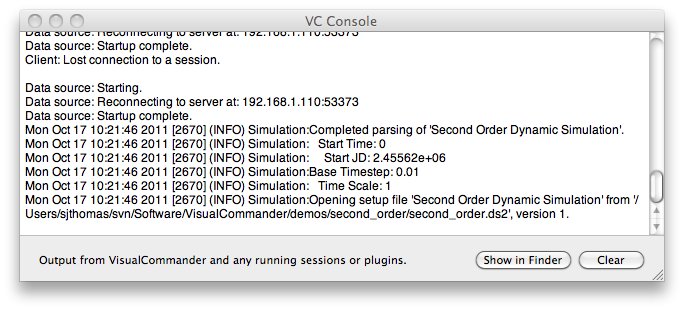 VC Console
Data source: Reconnecting to server at: 192.168.1.110:53373
Data source: Startup complete.
Client: Lost connection to a session.
Data source: Starting.
Data source: Reconnecting to server at: 192.168.1.110:53373
Data source: Startup complete.
Mon Oct 17 10:21:46 2011 [2670] (INFO) Simulation:Completed parsing of 'Second Order Dynamic Simulation'.
Mon Oct 17 10:21:46 2011 [2670] (INFO) Simulation:   Start Time: 0
Mon Oct 17 10:21:46 2011 [2670] (INFO) Simulation:     Start JD: 2.45562e+06
Mon Oct 17 10:21:46 2011 [2670] (INFO) Simulation:Base Timestep: 0.01
Mon Oct 17 10:21:46 2011 [2670] (INFO) Simulation:   Time Scale: 1
Mon Oct 17 10:21:46 2011 [2670] (INFO) Simulation:Opening setup file 'Second Order Dynamic Simulation' from '/
Users/sjthomas/svn/Software/VisualCommander/demos/second_order/second_order.ds2', version 1.
Output from VisualCommander and any running sessions or plugins.
Show in Finder
Clear